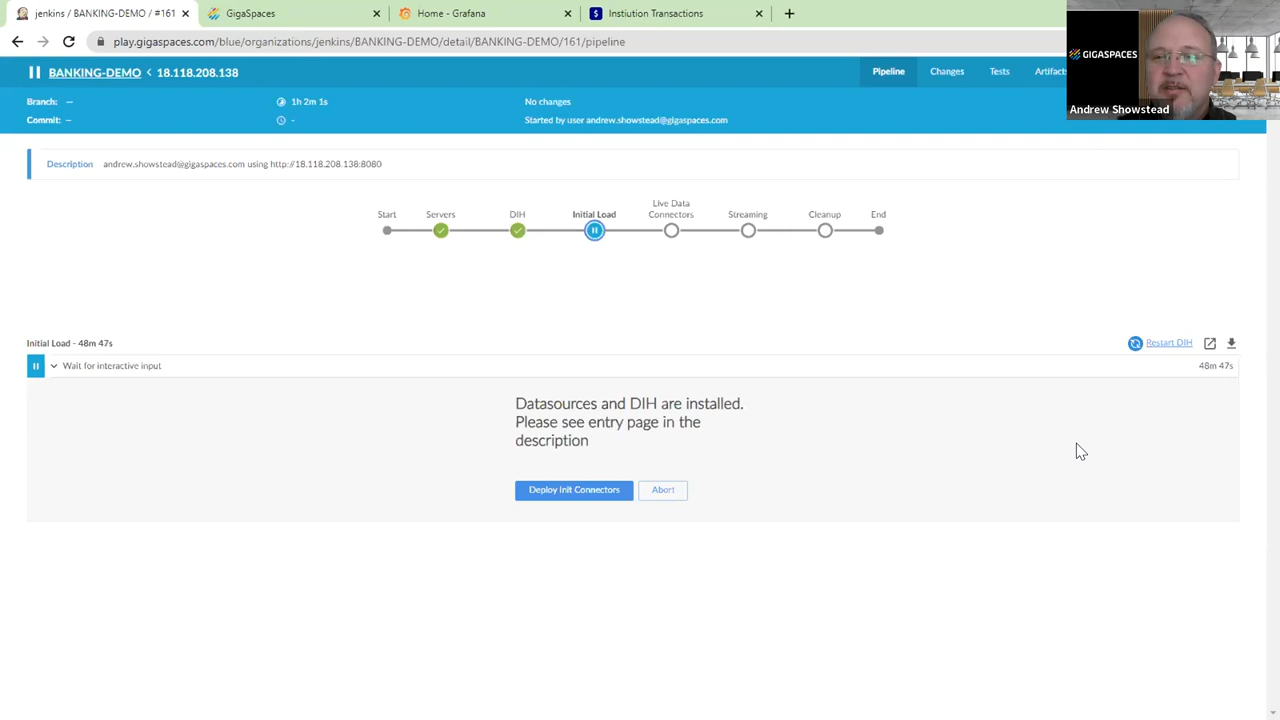 jenkins / BANKING-DEMO / #161
GigaSpaces
Home - Grafana
Instiution Transactions
play.gigaspaces.com/blue/organizations/jenkins/BANKING-DEMO/detail/BANKING-DEMO/161/pipeline
BANKING-DEMO < 18.118.208.138
Pipeline
Changes
Tests
Artifacts
GIGASPACES
Andrew Showstead
Branch: —
1h 2m 1s
No changes
Commit: —
-
Started by user andrew.showstead@gigaspaces.com
Description
andrew.showstead@gigaspaces.com using http://18.118.208.138:8080
Start
Servers
DIH
Initial Load
Live Data
Connectors
Streaming
Cleanup
End
Initial Load - 48m 47s
Restart DIH
Wait for interactive input
48m 47s
Datasources and DIH are installed.
Please see entry page in the
description
Deploy Init Connectors
Abort